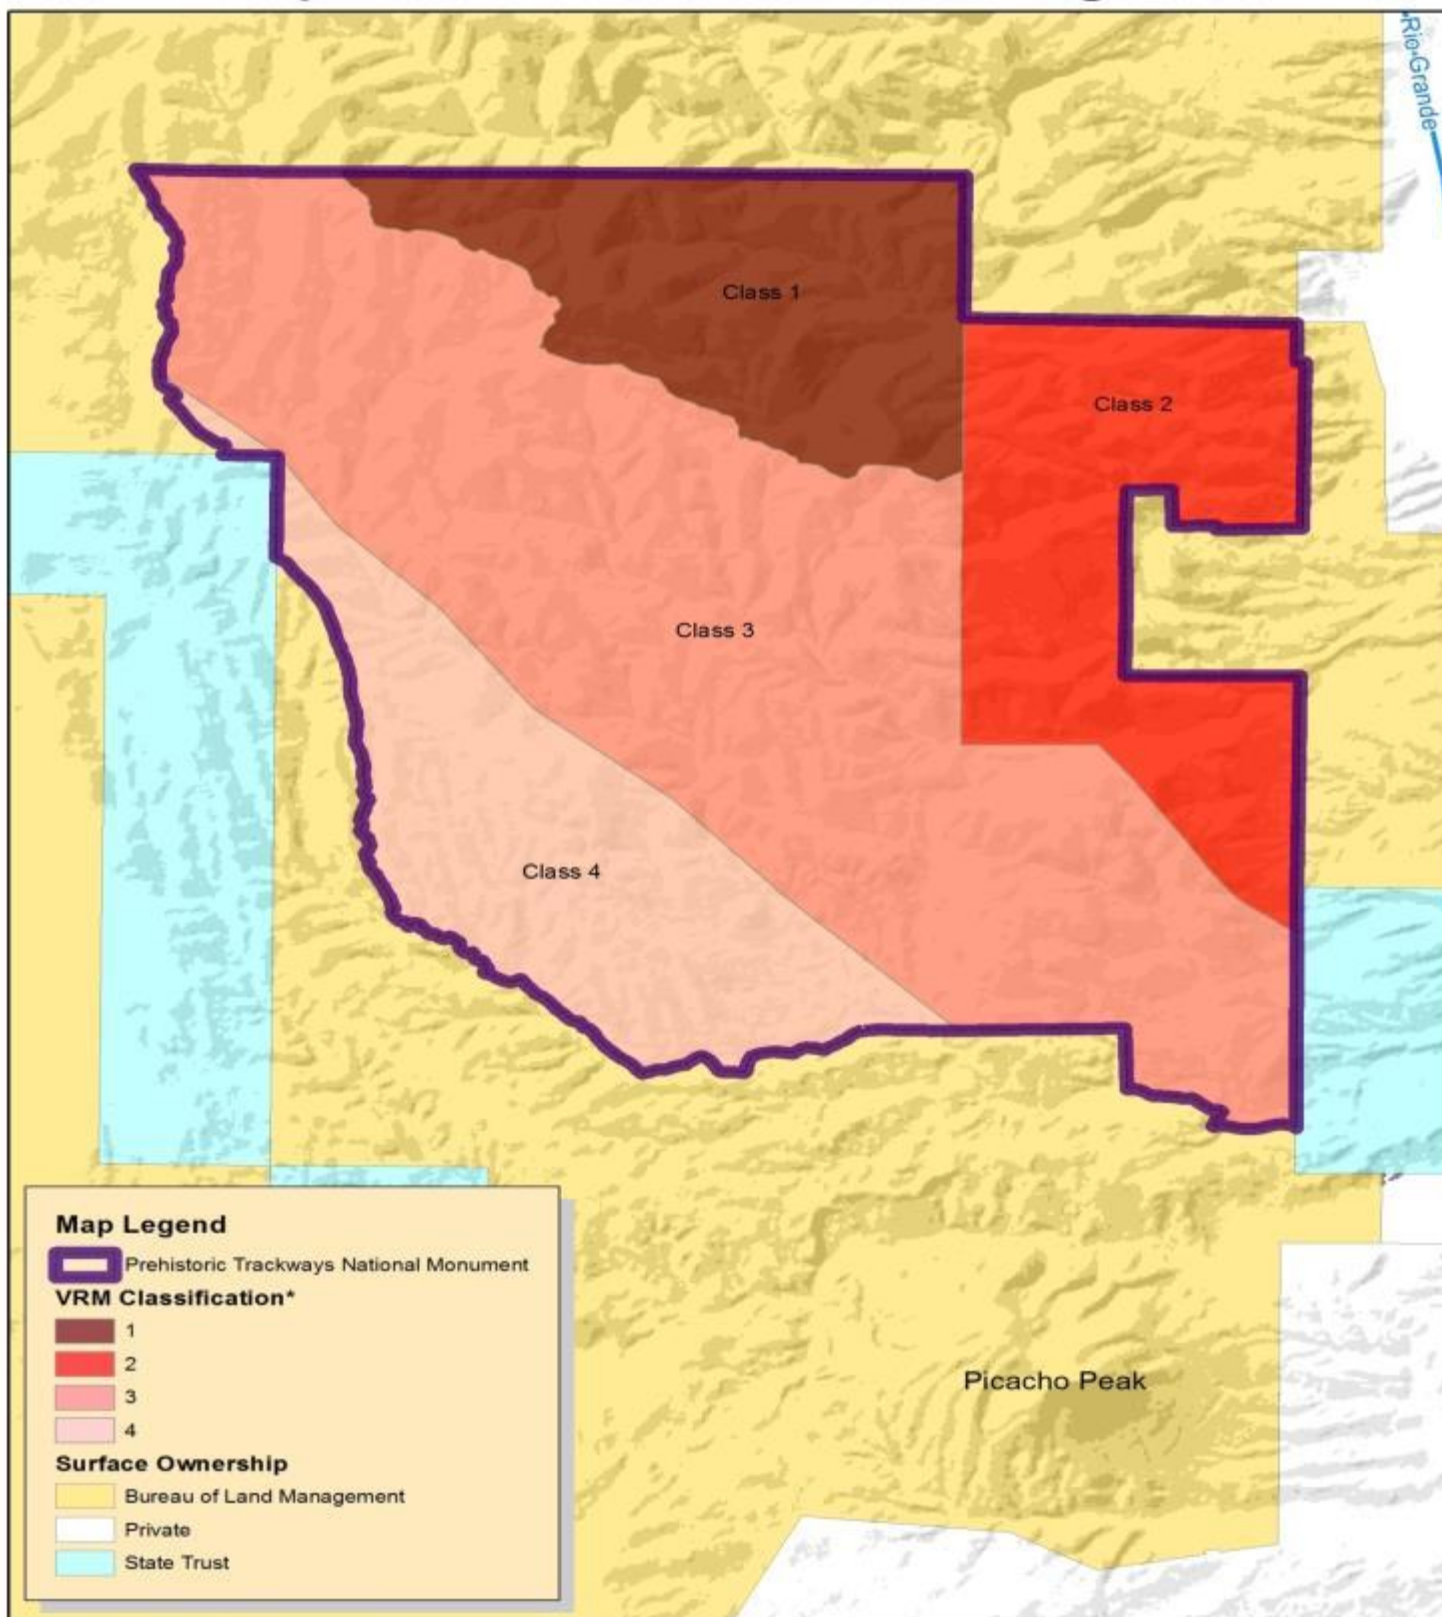 Rio Grande
Class 1
Class 2
Class 3
Class 4
Picacho Peak
Map Legend
Prehistoric Trackways National Monument
VRM Classification*
1
2
3
4
Surface Ownership
Bureau of Land Management
Private
State Trust